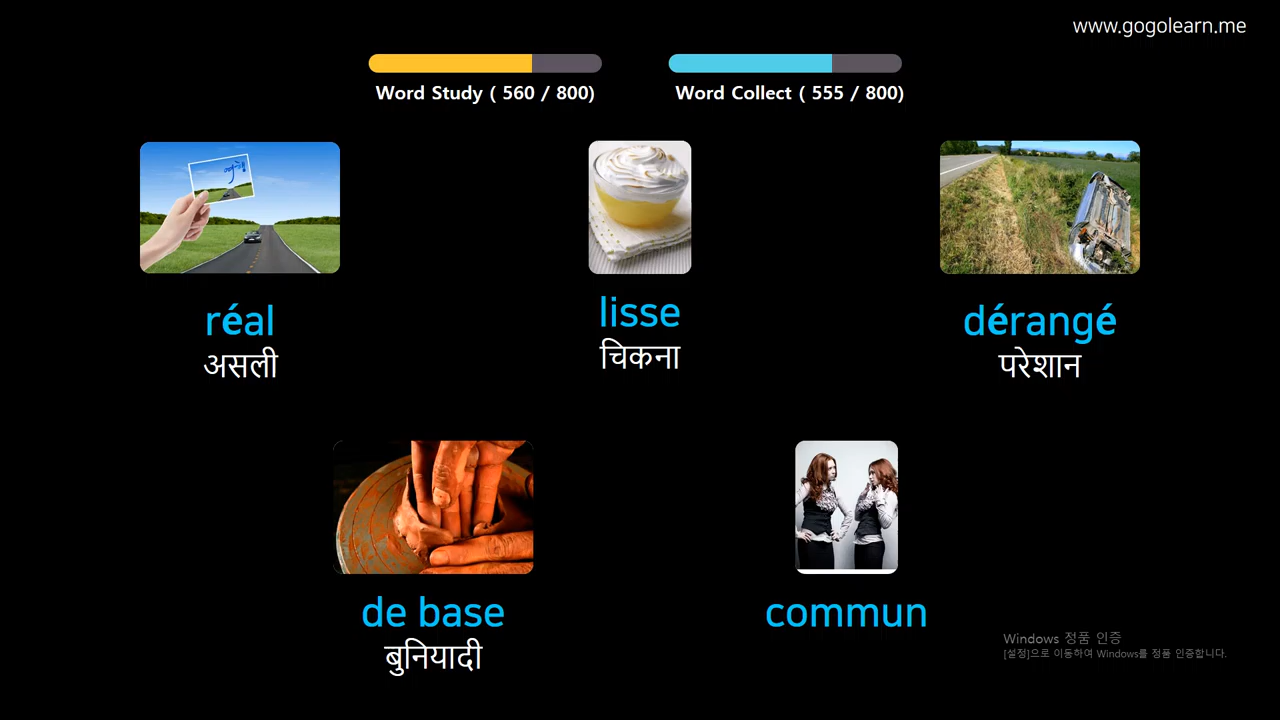 www.gogolearn.me
Word Study ( 560 / 800)
Word Collect ( 555 / 800)
réal
असली
lisse
चिकना
dérangé
परेशान
de base
बुनियादी
commun
Windows 정품 인증
[설정]으로 이동하여 Windows를 정품 인증합니다.